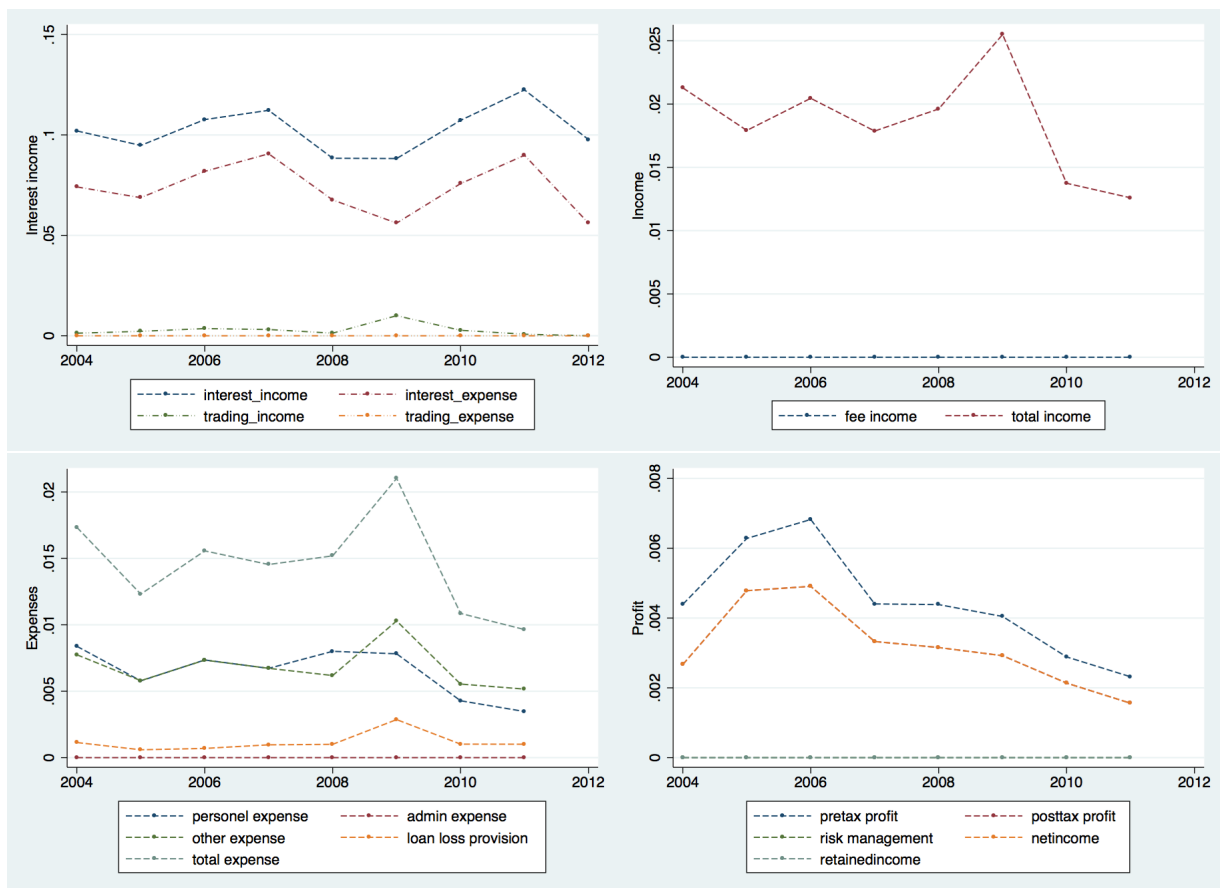 .15
.1
.05
0
Interest income
2004 2006 2008 2010 2012
interest_income interest_expense
trading_income trading_expense
.025
.02
.015
.01
.005
0
Income
2004 2006 2008 2010 2012
fee income total income
.02
.015
.01
.005
0
Expenses
2004 2006 2008 2010 2012
personel expense admin expense
other expense loan loss provision
total expense
.008
.006
.004
.002
0
Profit
2004 2006 2008 2010 2012
pretax profit posttax profit
risk management netincome
retainedincome